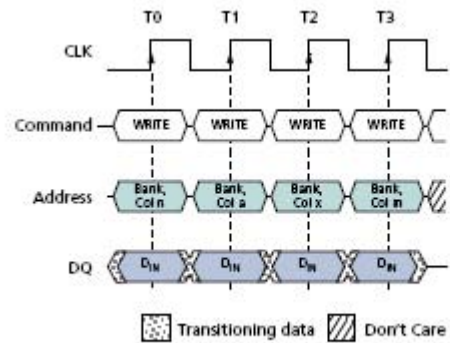 T0 T1 T2 T3
CLK
Command WRITE WRITE WRITE WRITE
Address Bank, Col n Bank, Col a Bank, Col x Bank, Col m
DQ DIN DIN DIN DIN
Transitioning data Don't Care